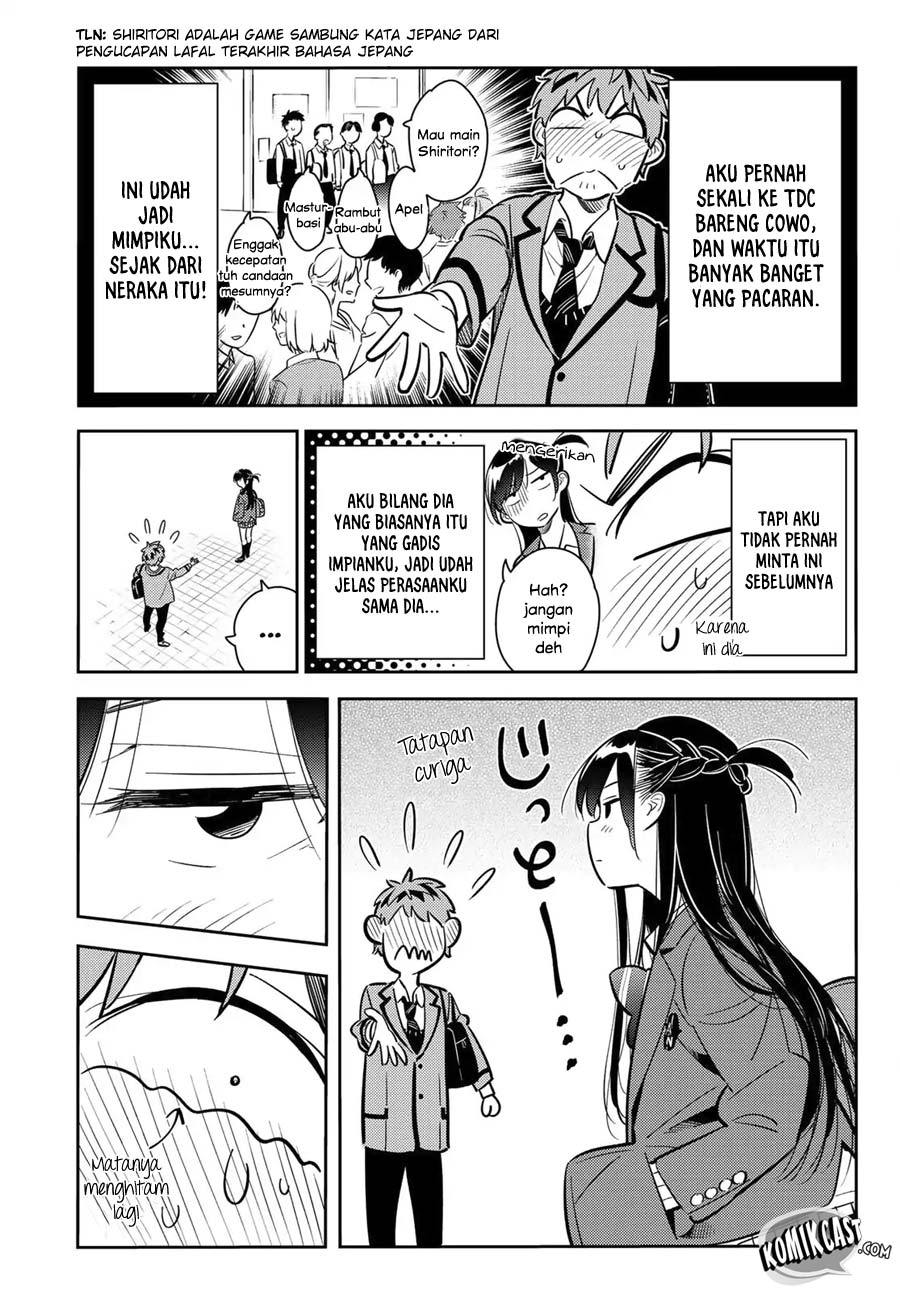 TLN: SHIRITORI ADALAH GAME SAMBUNG KATA JEPANG DARI
PENGUCAPAN LAFAL TERAKHIR BAHASA JEPANG
AKU PERNAH
SEKALI KE TDC
BARENG COWO,
DAN WAKTU ITU
BANYAK BANGET
YANG PACARAN.
Mau main
Shiritori?
Apel
Rambut
abu-abu
Mastur-
basi
Enggak
kecepatan
tuh candaan
mesumnya?
INI UDAH
JADI
MIMPIKU...
SEJAK DARI
NERAKA ITU!
TAPI AKU
TIDAK PERNAH
MINTA INI
SEBELUMNYA
Karena
ini dia
mengerikan
Hah?
jangan
mimpi
deh
AKU BILANG DIA
YANG BIASANYA ITU
YANG GADIS
IMPIANKU, JADI UDAH
JELAS PERASAANKU
SAMA DIA...
...
じっとー...
Tatapan
curiga
Matanya
menghitam
lagi
KOMIKCAST.COM